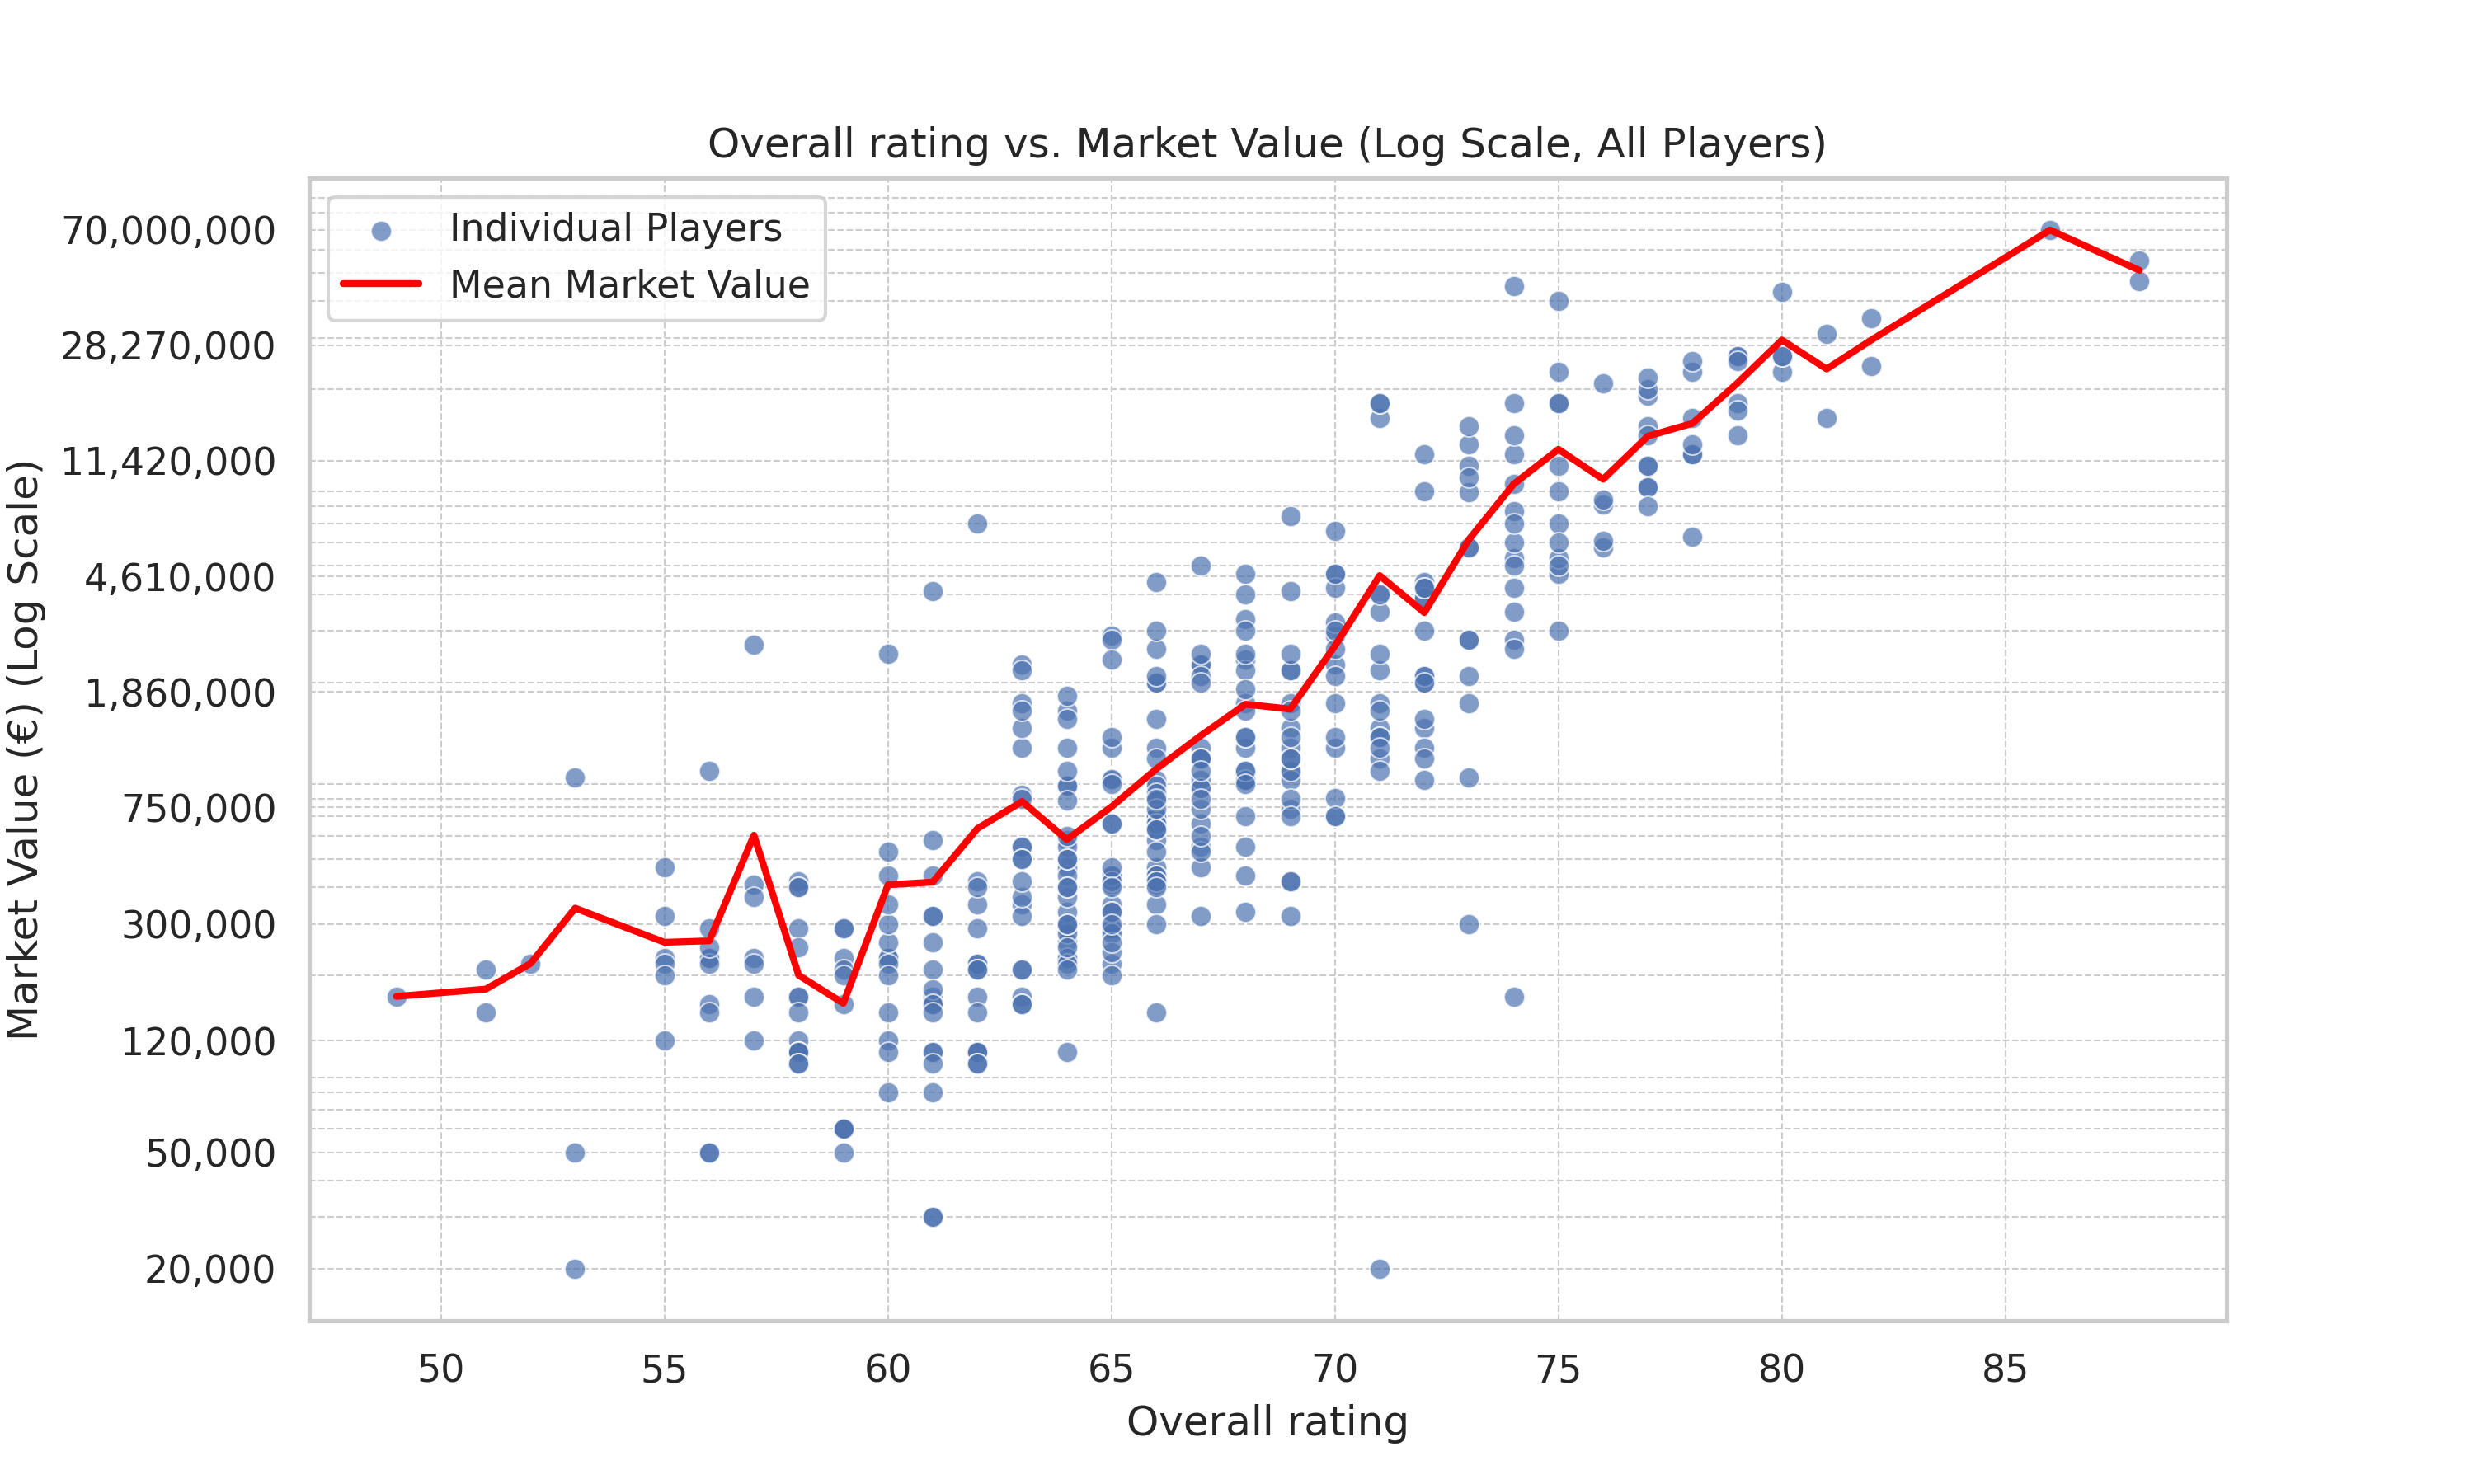 Overall rating vs. Market Value (Log Scale, All Players)
Individual Players
Mean Market Value
Market Value (€) (Log Scale)
70,000,000
28,270,000
11,420,000
4,610,000
1,860,000
750,000
300,000
120,000
50,000
20,000
50 55 60 65 70 75 80 85
Overall rating